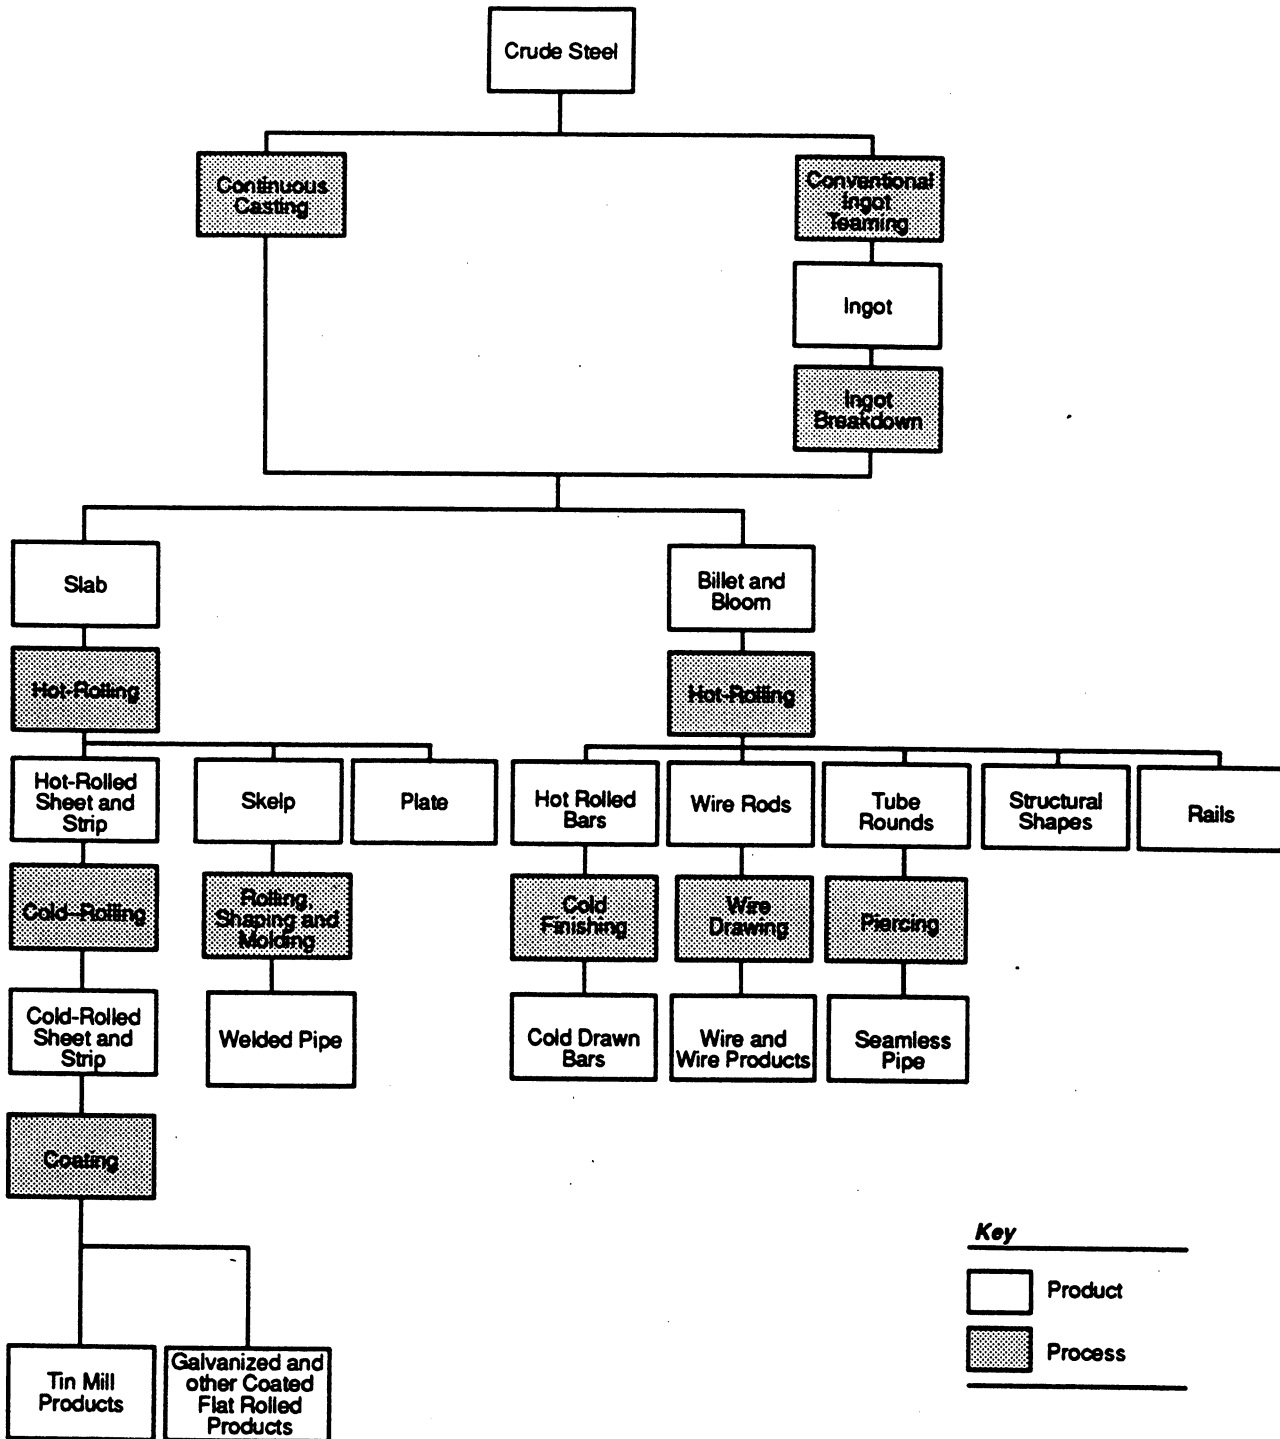 Crude Steel
Continuous
Casting
Conventional
Ingot
Teaming
Ingot
Ingot
Breakdown
Slab
Billet and
Bloom
Hot-Rolling
Hot-Rolling
Hot-Rolled
Sheet and
Strip
Skelp
Plate
Hot Rolled
Bars
Wire Rods
Tube
Rounds
Structural
Shapes
Rails
Cold-Rolling
Rolling,
Shaping and
Molding
Cold
Finishing
Wire
Drawing
Piercing
Cold-Rolled
Sheet and
Strip
Welded Pipe
Cold Drawn
Bars
Wire and
Wire Products
Seamless
Pipe
Coating
Tin Mill
Products
Galvanized and
other Coated
Flat Rolled
Products
Key
Product
Process